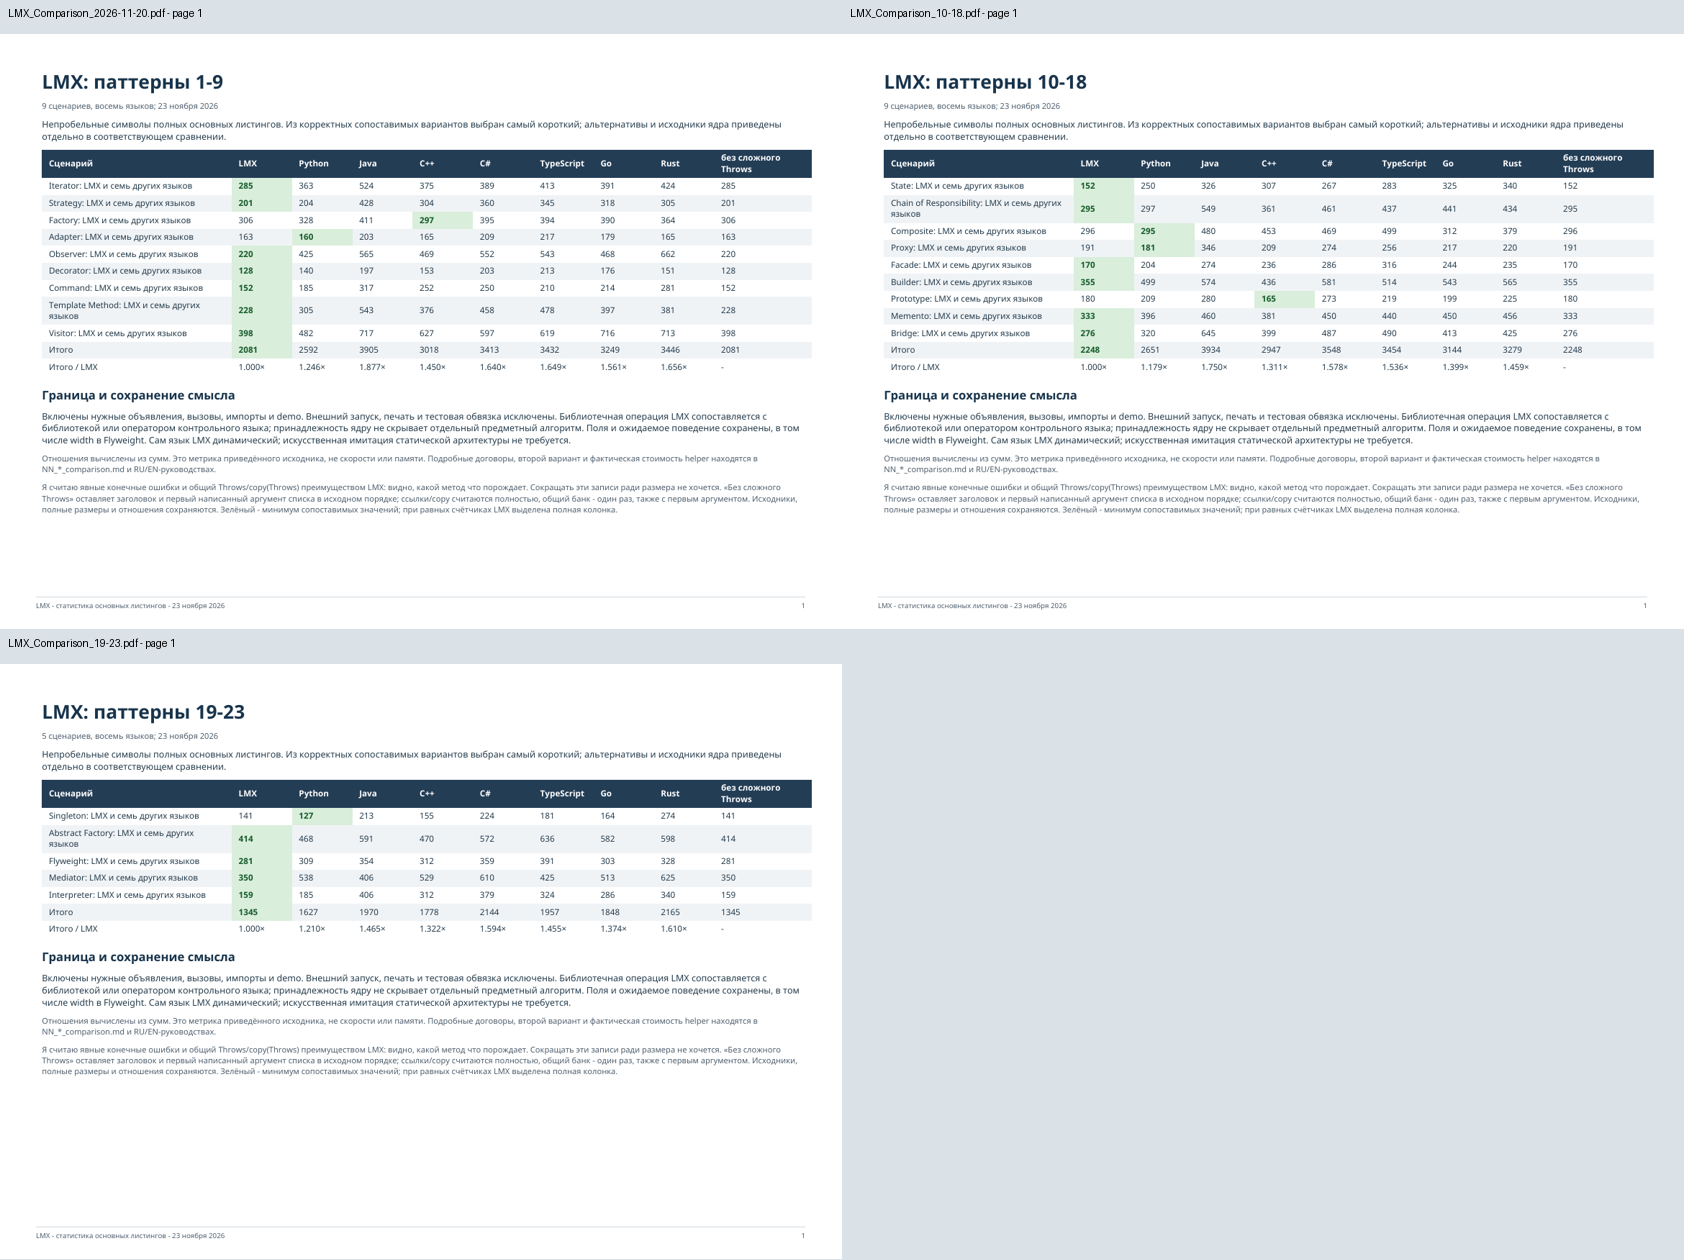 LMX_Comparison_2026-11-20.pdf - page 1
LMX: паттерны 1-9
9 сценариев, восемь языков; 23 ноября 2026
Непробельные символы полных основных листингов. Из корректных сопоставимых вариантов выбран самый короткий; альтернативы и исходники ядра приведены
отдельно в соответствующем сравнении.
Сценарий LMX Python Java C++ C# TypeScript Go Rust без сложного
Throws
Iterator: LMX и семь других языков 285 363 524 375 389 413 391 424 285
Strategy: LMX и семь других языков 201 204 428 304 360 345 318 305 201
Factory: LMX и семь других языков 306 328 411 297 395 394 390 364 306
Adapter: LMX и семь других языков 163 160 203 165 209 217 179 165 163
Observer: LMX и семь других языков 220 425 565 469 552 543 468 662 220
Decorator: LMX и семь других языков 128 140 197 153 203 213 176 151 128
Command: LMX и семь других языков 152 185 317 252 250 210 214 281 152
Template Method: LMX и семь других
языков 228 305 543 376 458 478 397 381 228
Visitor: LMX и семь других языков 398 482 717 627 597 619 716 713 398
Итого 2081 2592 3905 3018 3413 3432 3249 3446 2081
Итого / LMX 1.000× 1.246× 1.877× 1.450× 1.640× 1.649× 1.561× 1.656× -
Граница и сохранение смысла
Включены нужные объявления, вызовы, импорты и demo. Внешний запуск, печать и тестовая обвязка исключены. Библиотечная операция LMX сопоставляется с
библиотекой или оператором контрольного языка; принадлежность ядру не скрывает отдельный предметный алгоритм. Поля и ожидаемое поведение сохранены, в том
числе width в Flyweight. Сам язык LMX динамический; искусственная имитация статической архитектуры не требуется.
Отношения вычислены из сумм. Это метрика приведённого исходника, не скорости или памяти. Подробные договоры, второй вариант и фактическая стоимость helper находятся в
NN_*_comparison.md и RU/EN-руководствах.
Я считаю явные конечные ошибки и общий Throws/copy(Throws) преимуществом LMX: видно, какой метод что порождает. Сокращать эти записи ради размера не хочется. «Без сложного
Throws» оставляет заголовок и первый написанный аргумент списка в исходном порядке; ссылки/copy считаются полностью, общий банк - один раз, также с первым аргументом. Исходники,
полные размеры и отношения сохраняются. Зелёный - минимум сопоставимых значений; при равных счётчиках LMX выделена полная колонка.
LMX - статистика основных листингов - 23 ноября 2026 1
LMX_Comparison_10-18.pdf - page 1
LMX: паттерны 10-18
9 сценариев, восемь языков; 23 ноября 2026
Непробельные символы полных основных листингов. Из корректных сопоставимых вариантов выбран самый короткий; альтернативы и исходники ядра приведены
отдельно в соответствующем сравнении.
Сценарий LMX Python Java C++ C# TypeScript Go Rust без сложного
Throws
State: LMX и семь других языков 152 250 326 307 267 283 325 340 152
Chain of Responsibility: LMX и семь других
языков 295 297 549 361 461 437 441 434 295
Composite: LMX и семь других языков 296 295 480 453 469 499 312 379 296
Proxy: LMX и семь других языков 191 181 346 209 274 256 217 220 191
Facade: LMX и семь других языков 170 204 274 236 286 316 244 235 170
Builder: LMX и семь других языков 355 499 574 436 581 514 543 565 355
Prototype: LMX и семь других языков 180 209 280 165 273 219 199 225 180
Memento: LMX и семь других языков 333 396 460 381 450 440 450 456 333
Bridge: LMX и семь других языков 276 320 645 399 487 490 413 425 276
Итого 2248 2651 3934 2947 3548 3454 3144 3279 2248
Итого / LMX 1.000× 1.179× 1.750× 1.311× 1.578× 1.536× 1.399× 1.459× -
Граница и сохранение смысла
Включены нужные объявления, вызовы, импорты и demo. Внешний запуск, печать и тестовая обвязка исключены. Библиотечная операция LMX сопоставляется с
библиотекой или оператором контрольного языка; принадлежность ядру не скрывает отдельный предметный алгоритм. Поля и ожидаемое поведение сохранены, в том
числе width в Flyweight. Сам язык LMX динамический; искусственная имитация статической архитектуры не требуется.
Отношения вычислены из сумм. Это метрика приведённого исходника, не скорости или памяти. Подробные договоры, второй вариант и фактическая стоимость helper находятся в
NN_*_comparison.md и RU/EN-руководствах.
Я считаю явные конечные ошибки и общий Throws/copy(Throws) преимуществом LMX: видно, какой метод что порождает. Сокращать эти записи ради размера не хочется. «Без сложного
Throws» оставляет заголовок и первый написанный аргумент списка в исходном порядке; ссылки/copy считаются полностью, общий банк - один раз, также с первым аргументом. Исходники,
полные размеры и отношения сохраняются. Зелёный - минимум сопоставимых значений; при равных счётчиках LMX выделена полная колонка.
LMX - статистика основных листингов - 23 ноября 2026 1
LMX_Comparison_19-23.pdf - page 1
LMX: паттерны 19-23
5 сценариев, восемь языков; 23 ноября 2026
Непробельные символы полных основных листингов. Из корректных сопоставимых вариантов выбран самый короткий; альтернативы и исходники ядра приведены
отдельно в соответствующем сравнении.
Сценарий LMX Python Java C++ C# TypeScript Go Rust без сложного
Throws
Singleton: LMX и семь других языков 141 127 213 155 224 181 164 274 141
Abstract Factory: LMX и семь других
языков 414 468 591 470 572 636 582 598 414
Flyweight: LMX и семь других языков 281 309 354 312 359 391 303 328 281
Mediator: LMX и семь других языков 350 538 406 529 610 425 513 625 350
Interpreter: LMX и семь других языков 159 185 406 312 379 324 286 340 159
Итого 1345 1627 1970 1778 2144 1957 1848 2165 1345
Итого / LMX 1.000× 1.210× 1.465× 1.322× 1.594× 1.455× 1.374× 1.610× -
Граница и сохранение смысла
Включены нужные объявления, вызовы, импорты и demo. Внешний запуск, печать и тестовая обвязка исключены. Библиотечная операция LMX сопоставляется с
библиотекой или оператором контрольного языка; принадлежность ядру не скрывает отдельный предметный алгоритм. Поля и ожидаемое поведение сохранены, в том
числе width в Flyweight. Сам язык LMX динамический; искусственная имитация статической архитектуры не требуется.
Отношения вычислены из сумм. Это метрика приведённого исходника, не скорости или памяти. Подробные договоры, второй вариант и фактическая стоимость helper находятся в
NN_*_comparison.md и RU/EN-руководствах.
Я считаю явные конечные ошибки и общий Throws/copy(Throws) преимуществом LMX: видно, какой метод что порождает. Сокращать эти записи ради размера не хочется. «Без сложного
Throws» оставляет заголовок и первый написанный аргумент списка в исходном порядке; ссылки/copy считаются полностью, общий банк - один раз, также с первым аргументом. Исходники,
полные размеры и отношения сохраняются. Зелёный - минимум сопоставимых значений; при равных счётчиках LMX выделена полная колонка.
LMX - статистика основных листингов - 23 ноября 2026 1